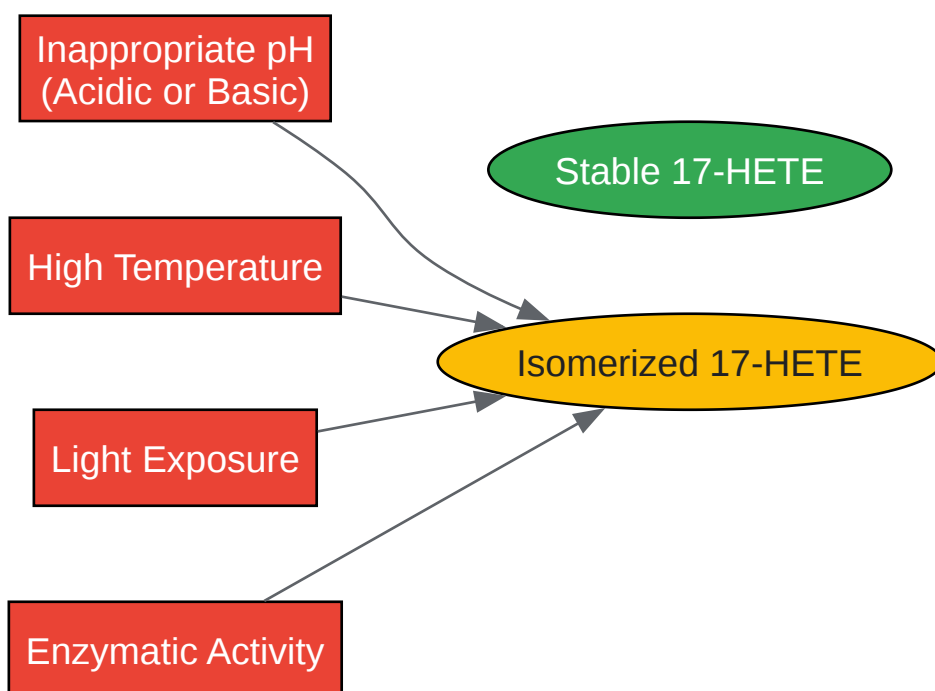 Inappropriate pH
(Acidic or Basic)
Stable 17-HETE
High Temperature
Isomerized 17-HETE
Light Exposure
Enzymatic Activity